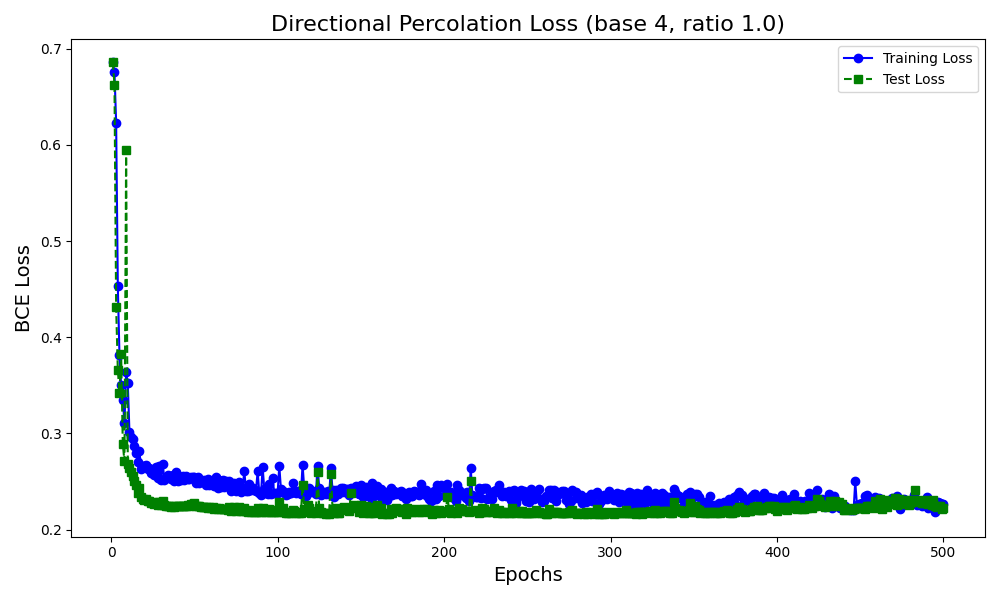 Directional Percolation Loss (base 4, ratio 1.0)
Training Loss
Test Loss
BCE Loss
0.7
0.6
0.5
0.4
0.3
0.2
0
100
200
300
400
500
Epochs